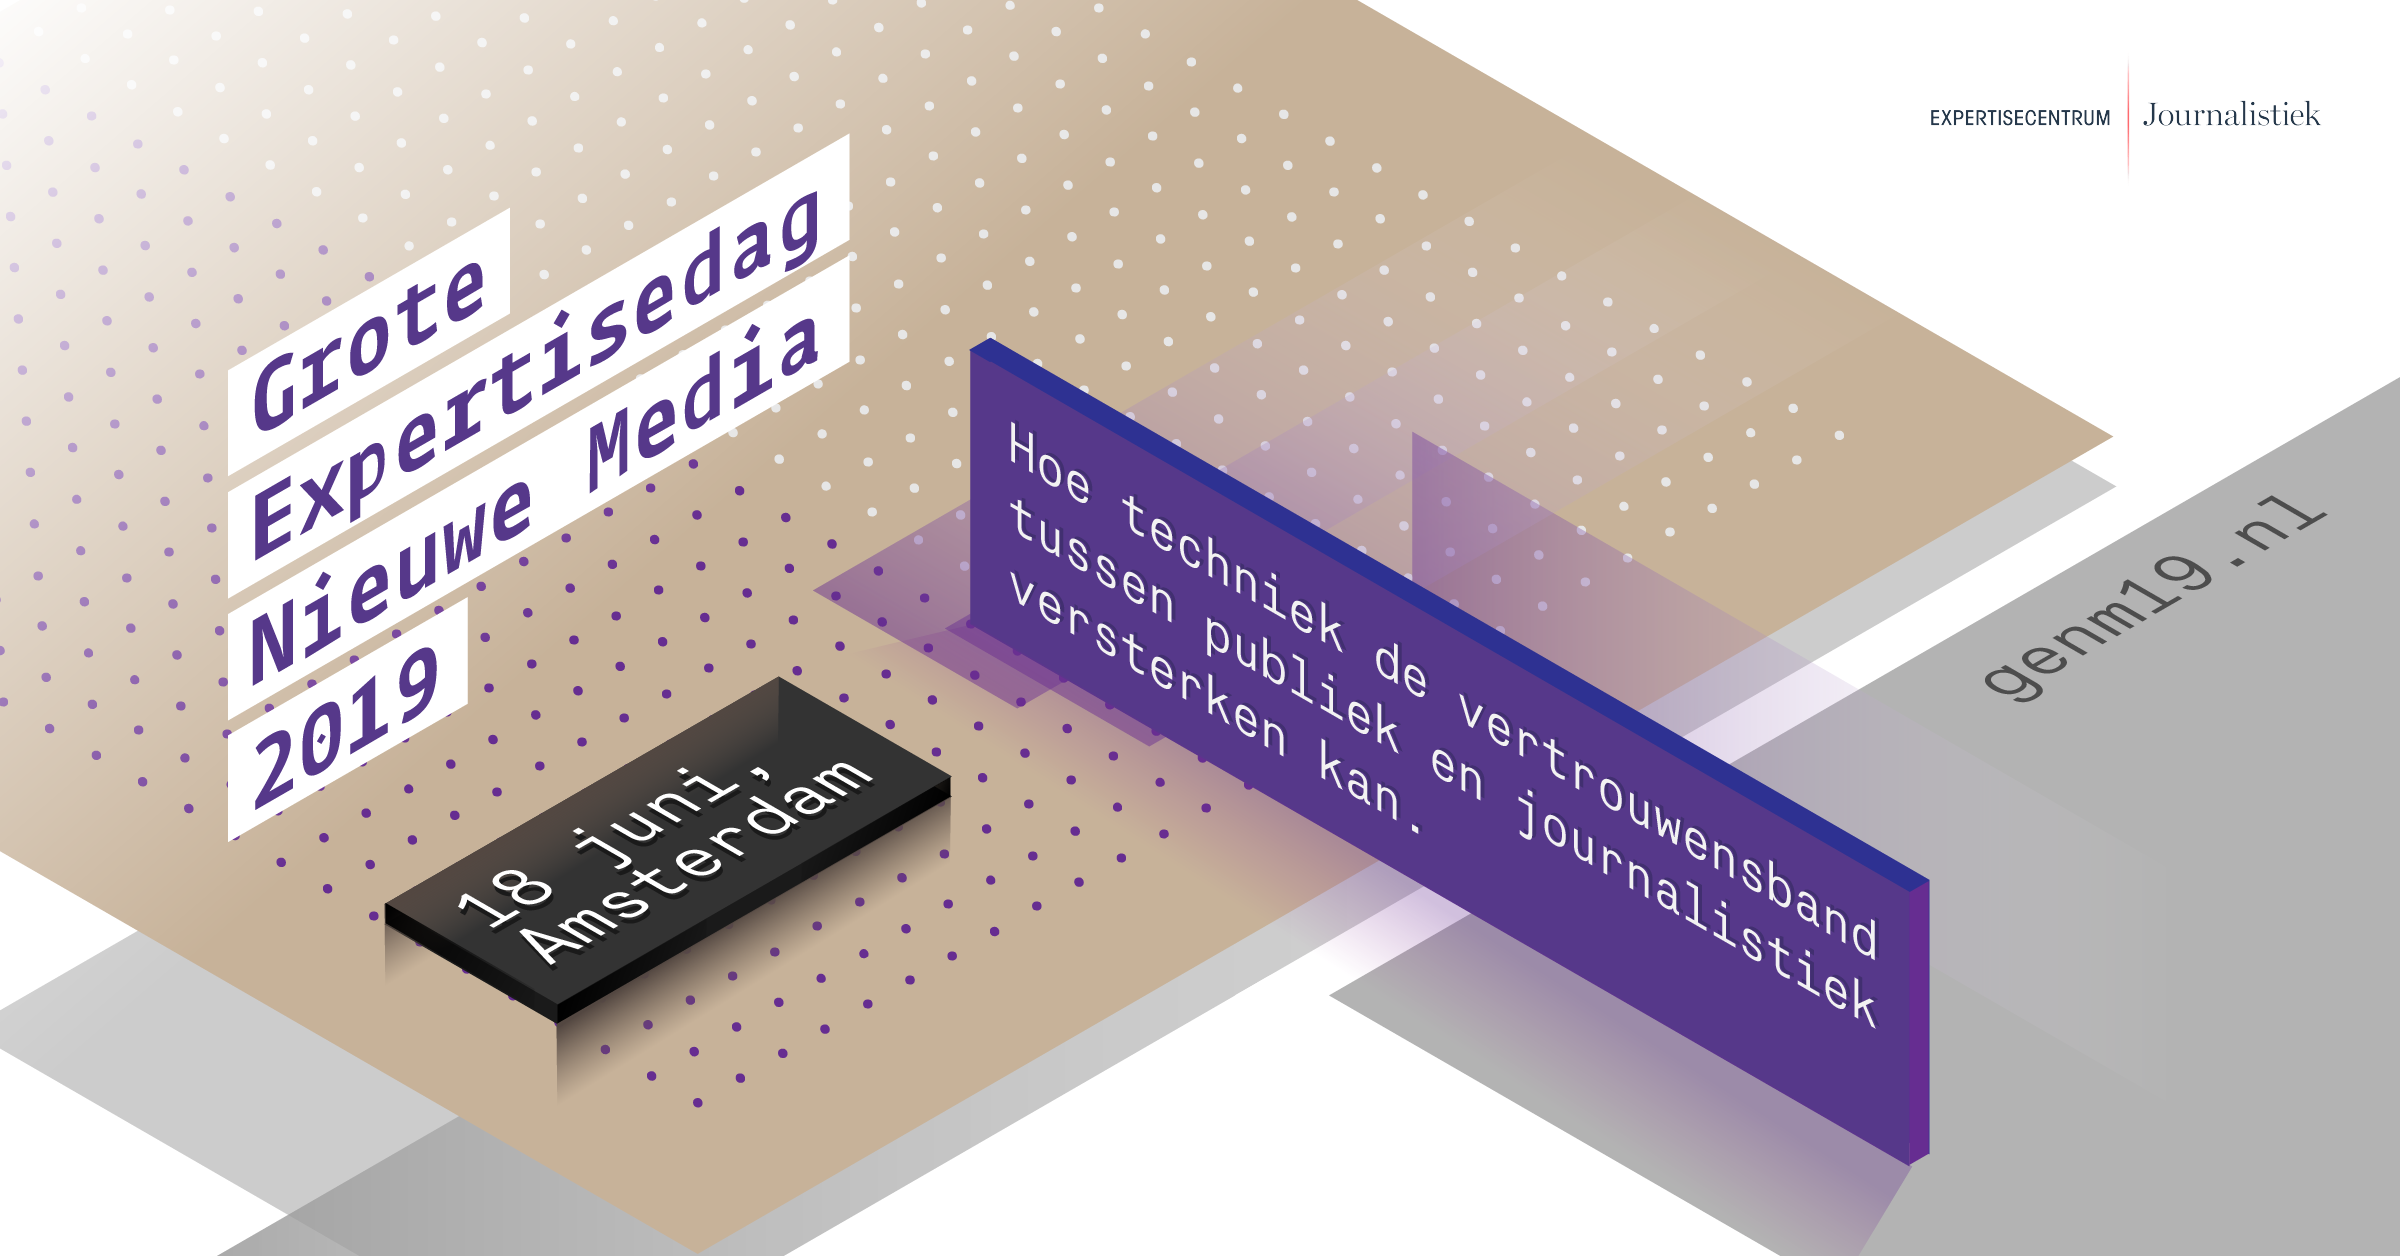 EXPERTISECENTRUM Journalistiek
Grote
Expertisedag
Nieuwe Media
2019
Hoe techniek de vertrouwensband
tussen publiek en journalistiek
versterken kan.
18 juni,
Amsterdam
genm19.nl